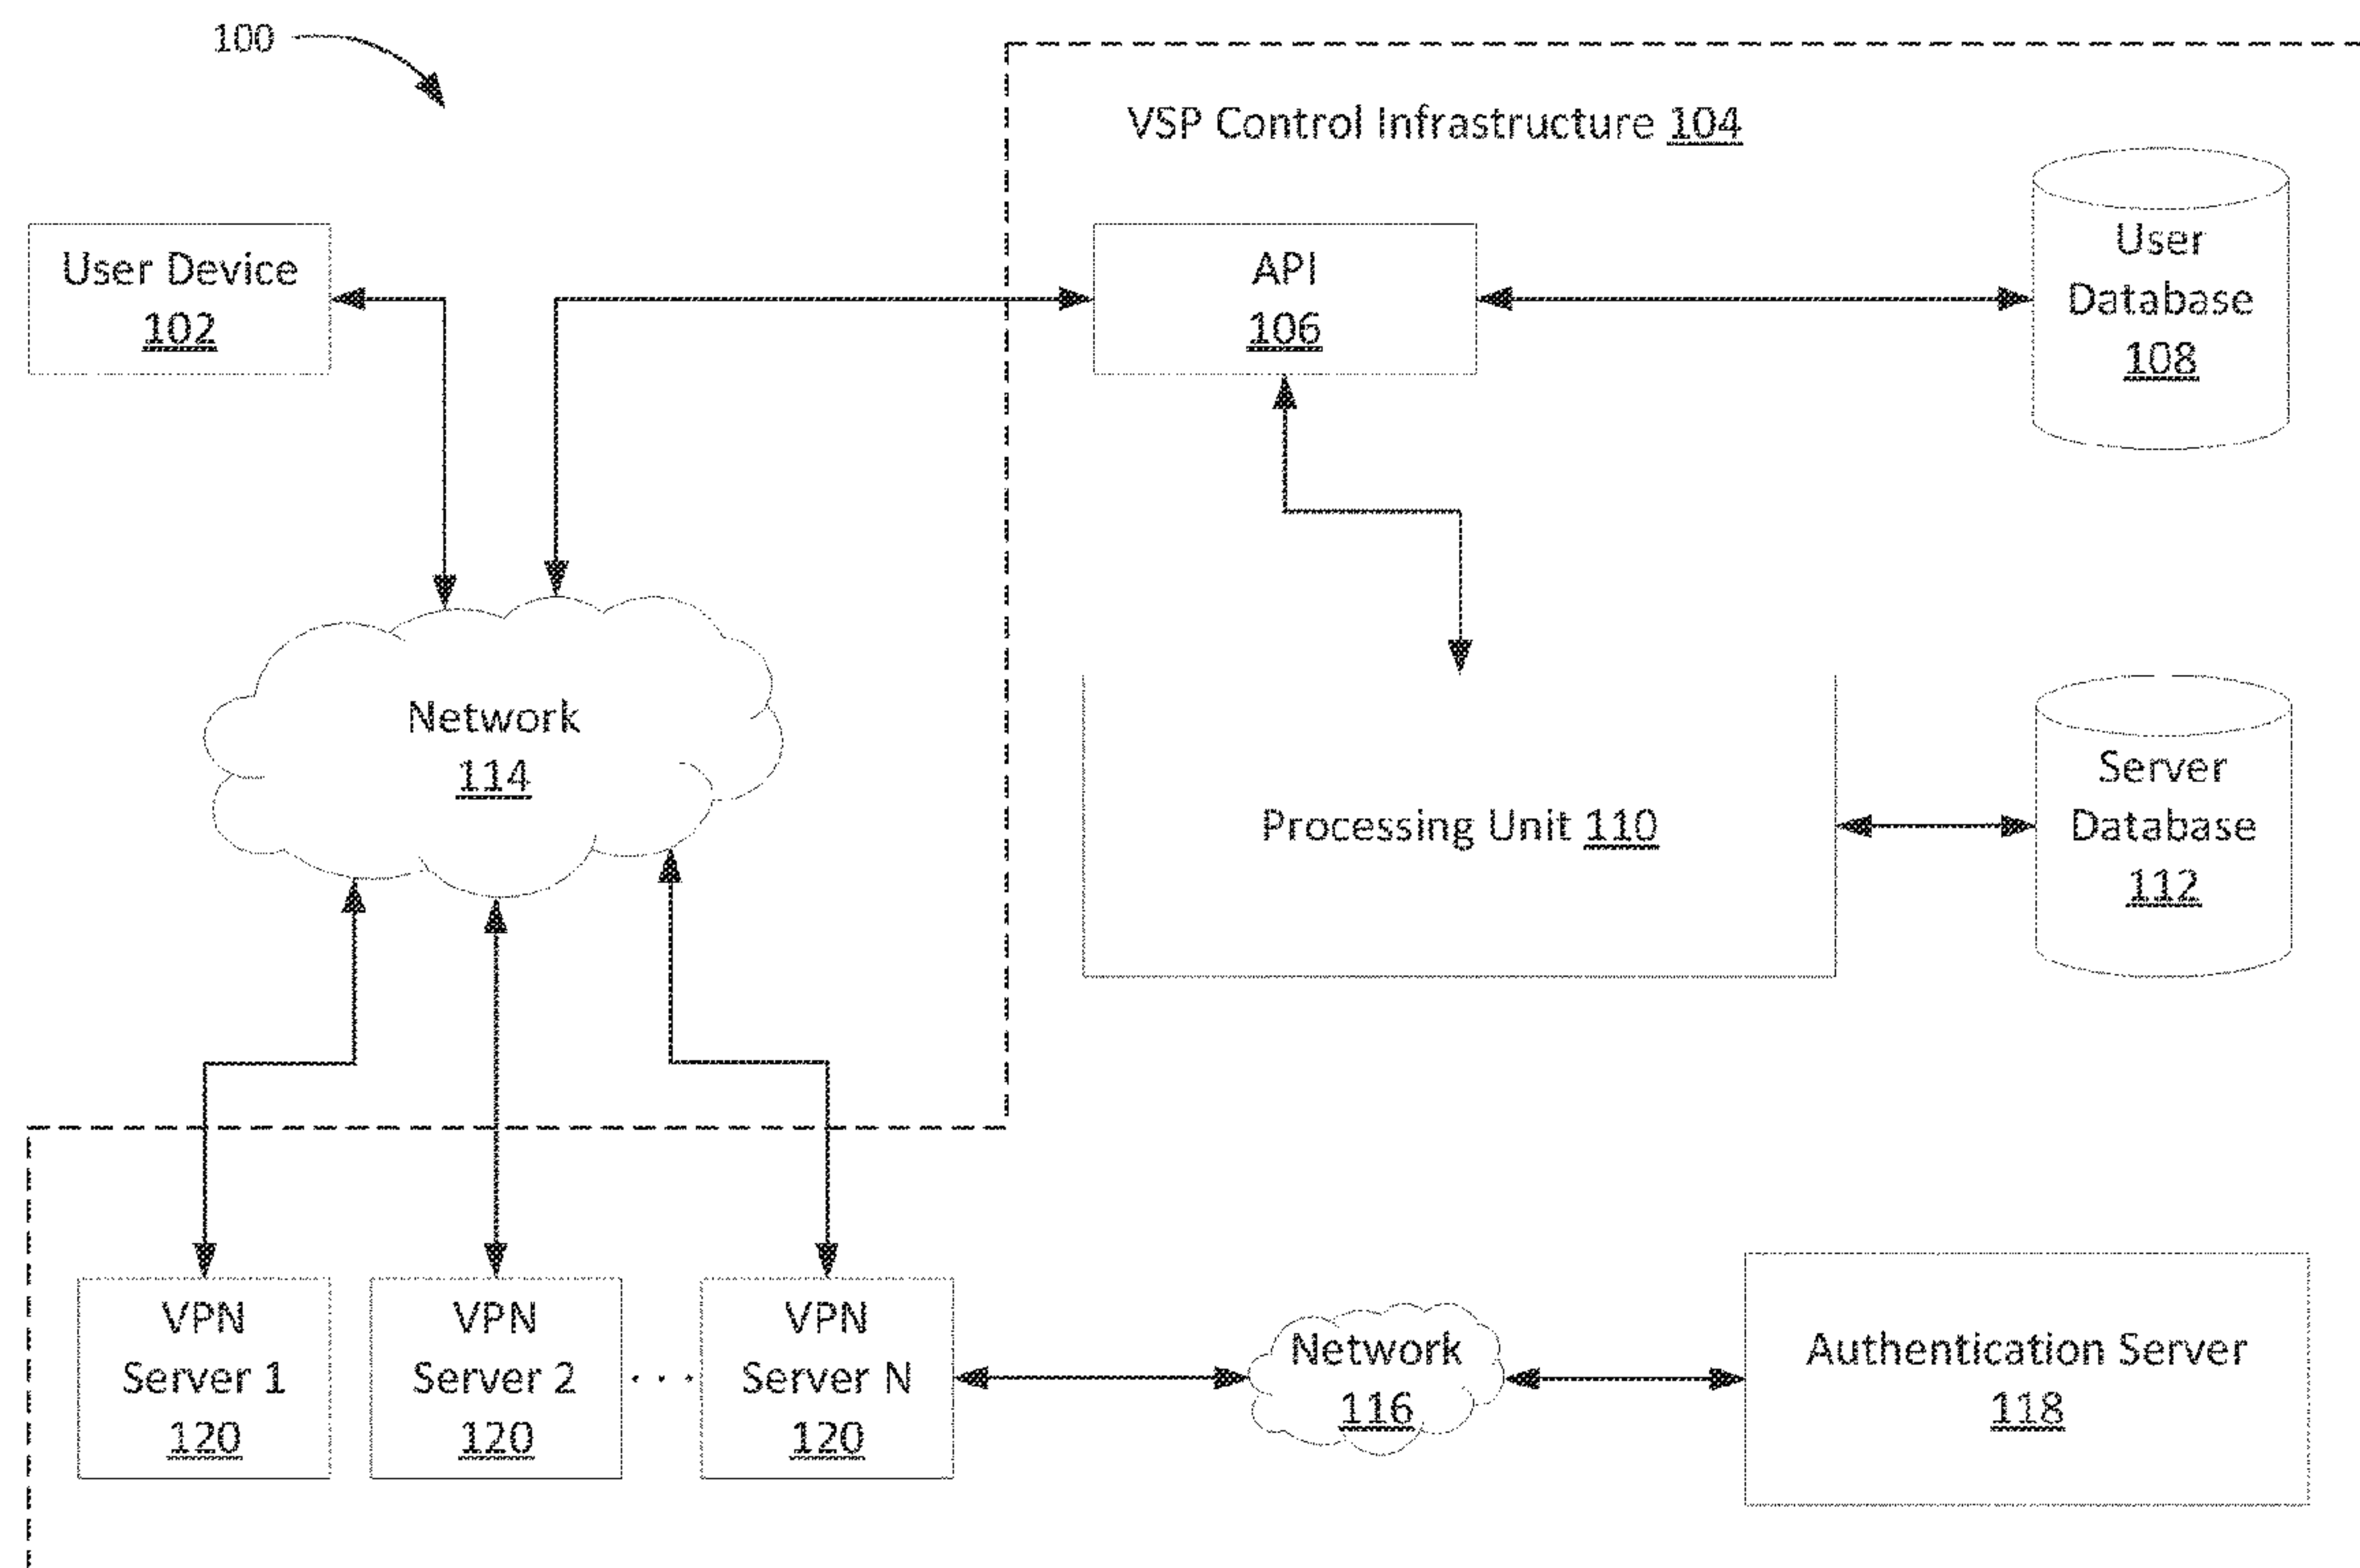 100
VSP Control Infrastructure 104
User Device
102
API
106
User
Database
108
Network
114
Processing Unit 110
Server
Database
112
VPN
Server 1
120
VPN
Server 2
120
. . .
VPN
Server N
120
Network
116
Authentication Server
118